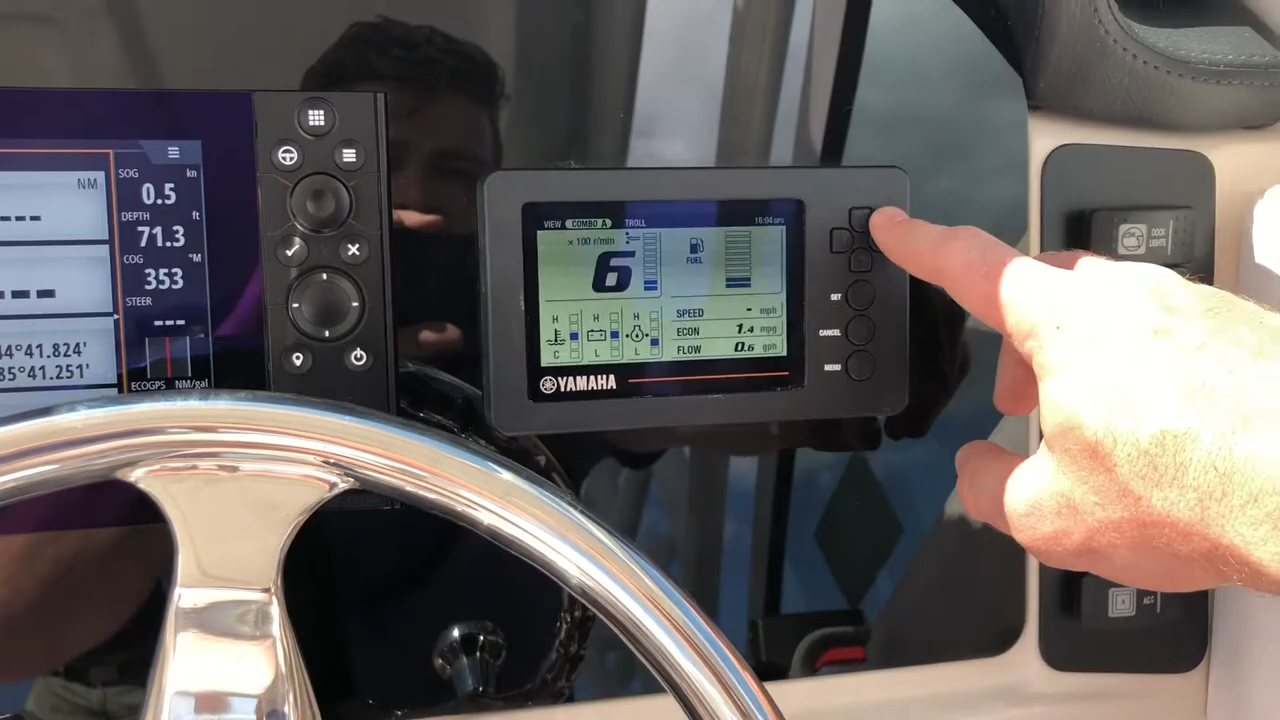 NM
SOG kn
0.5
DEPTH ft
71.3
COG °M
353
STEER
---
44°41.824'
85°41.251'
ECOGPS NM/gal
VIEW COMBO A TROLL 16:04 GPS
× 100 r/min
6
FUEL
H H H
C L L
SPEED - mph
ECON 1.4 mpg
FLOW 0.6 gph
YAMAHA
SET
CANCEL
MENU
DOCK
LIGHTS
A ACC